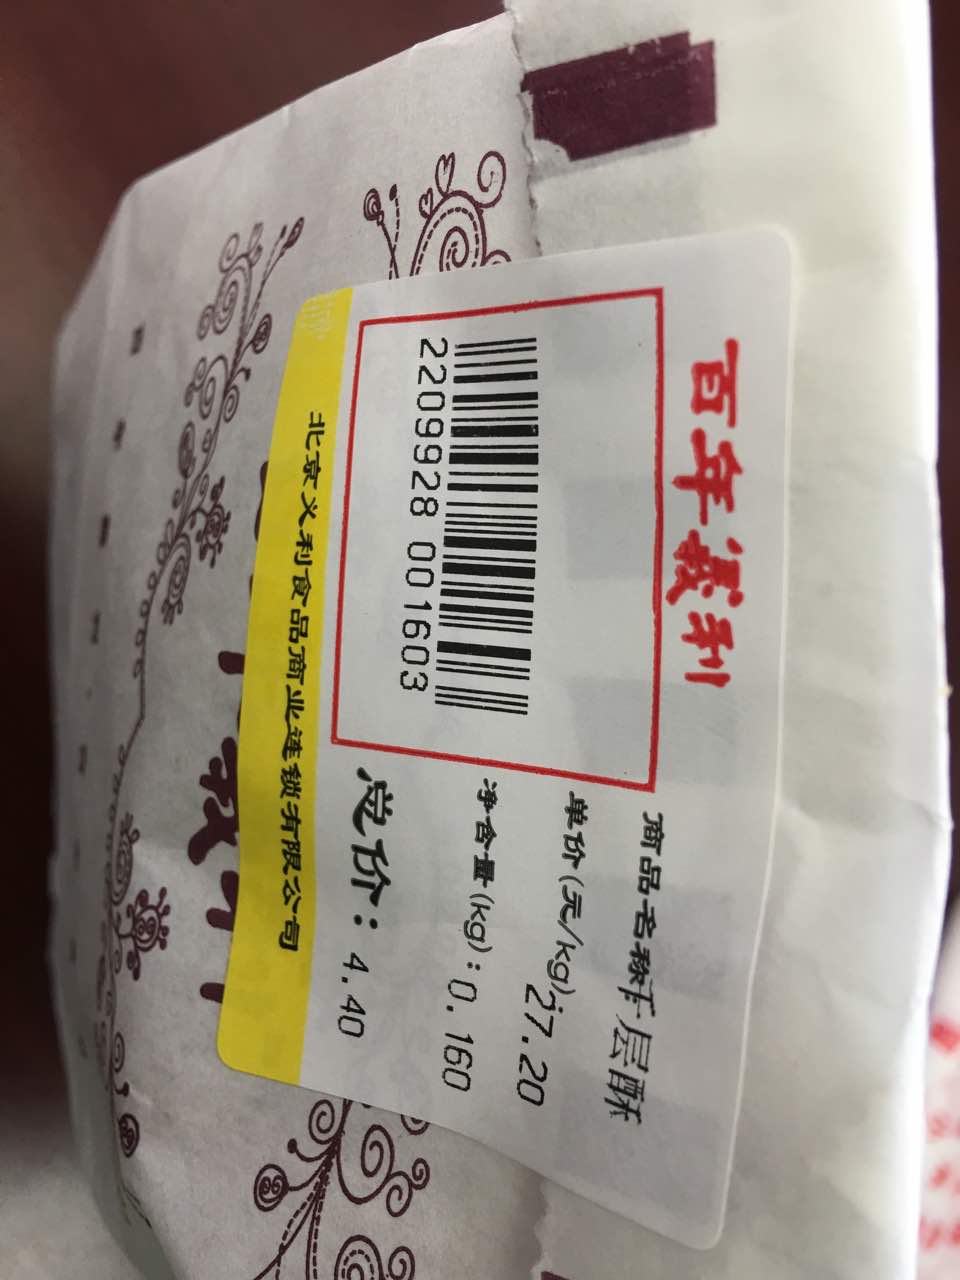 百年義利
2209928 001603
商品名称千层酥
单价(元/kg):27.20
净含量(kg):0.160
总价:4.40
北京义利食品商业连锁有限公司